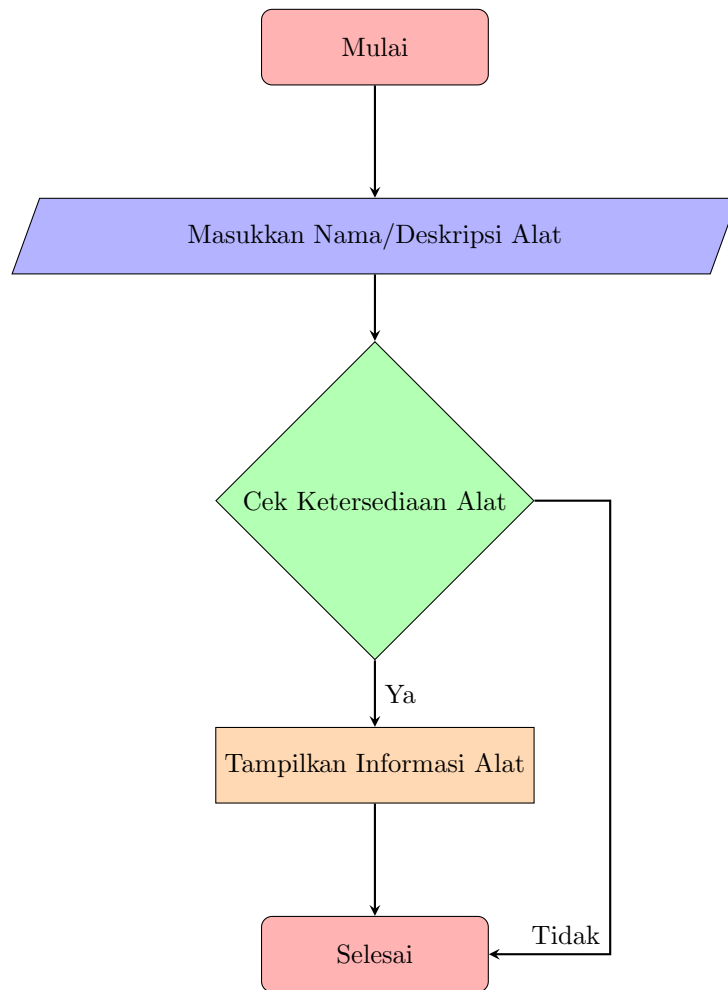 Mulai
Masukkan Nama/Deskripsi Alat
Cek Ketersediaan Alat
Ya
Tampilkan Informasi Alat
Tidak
Selesai